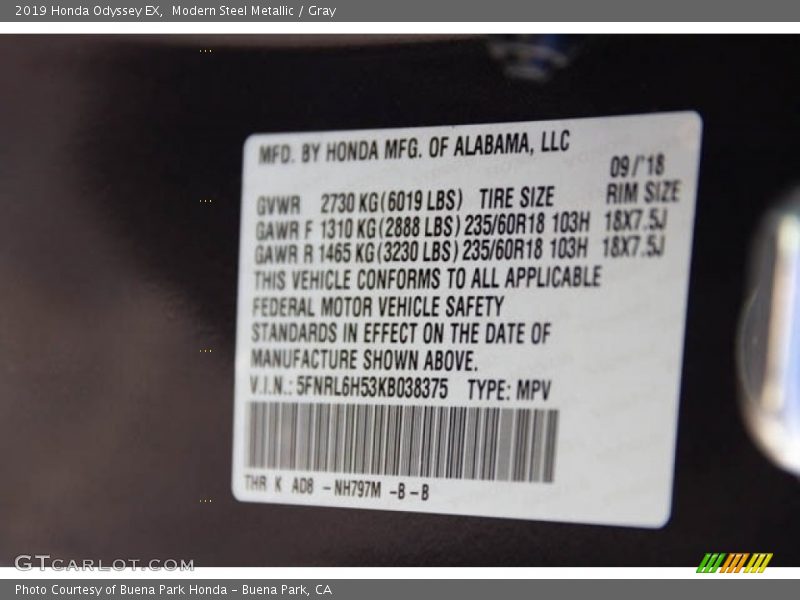 2019 Honda Odyssey EX, Modern Steel Metallic / Gray
MFD. BY HONDA MFG. OF ALABAMA, LLC
09/'18
GVWR 2730 KG(6019 LBS) TIRE SIZE RIM SIZE
GAWR F 1310 KG(2888 LBS) 235/60R18 103H 18X7.5J
GAWR R 1465 KG(3230 LBS) 235/60R18 103H 18X7.5J
THIS VEHICLE CONFORMS TO ALL APPLICABLE
FEDERAL MOTOR VEHICLE SAFETY
STANDARDS IN EFFECT ON THE DATE OF
MANUFACTURE SHOWN ABOVE.
V.I.N.: 5FNRL6H53KB038375 TYPE: MPV
THR K AD8 -NH797M -B -B
GTCARLOT.COM
Photo Courtesy of Buena Park Honda - Buena Park, CA